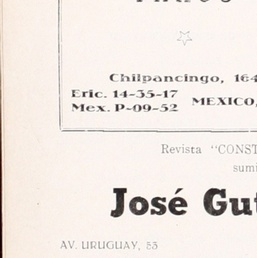 Chilpancingo, 164
Eric. 14-35-17
Mex. P-09-52
MEXICO,
Revista "CONST
sumi
José Gut
AV. URUGUAY, 53